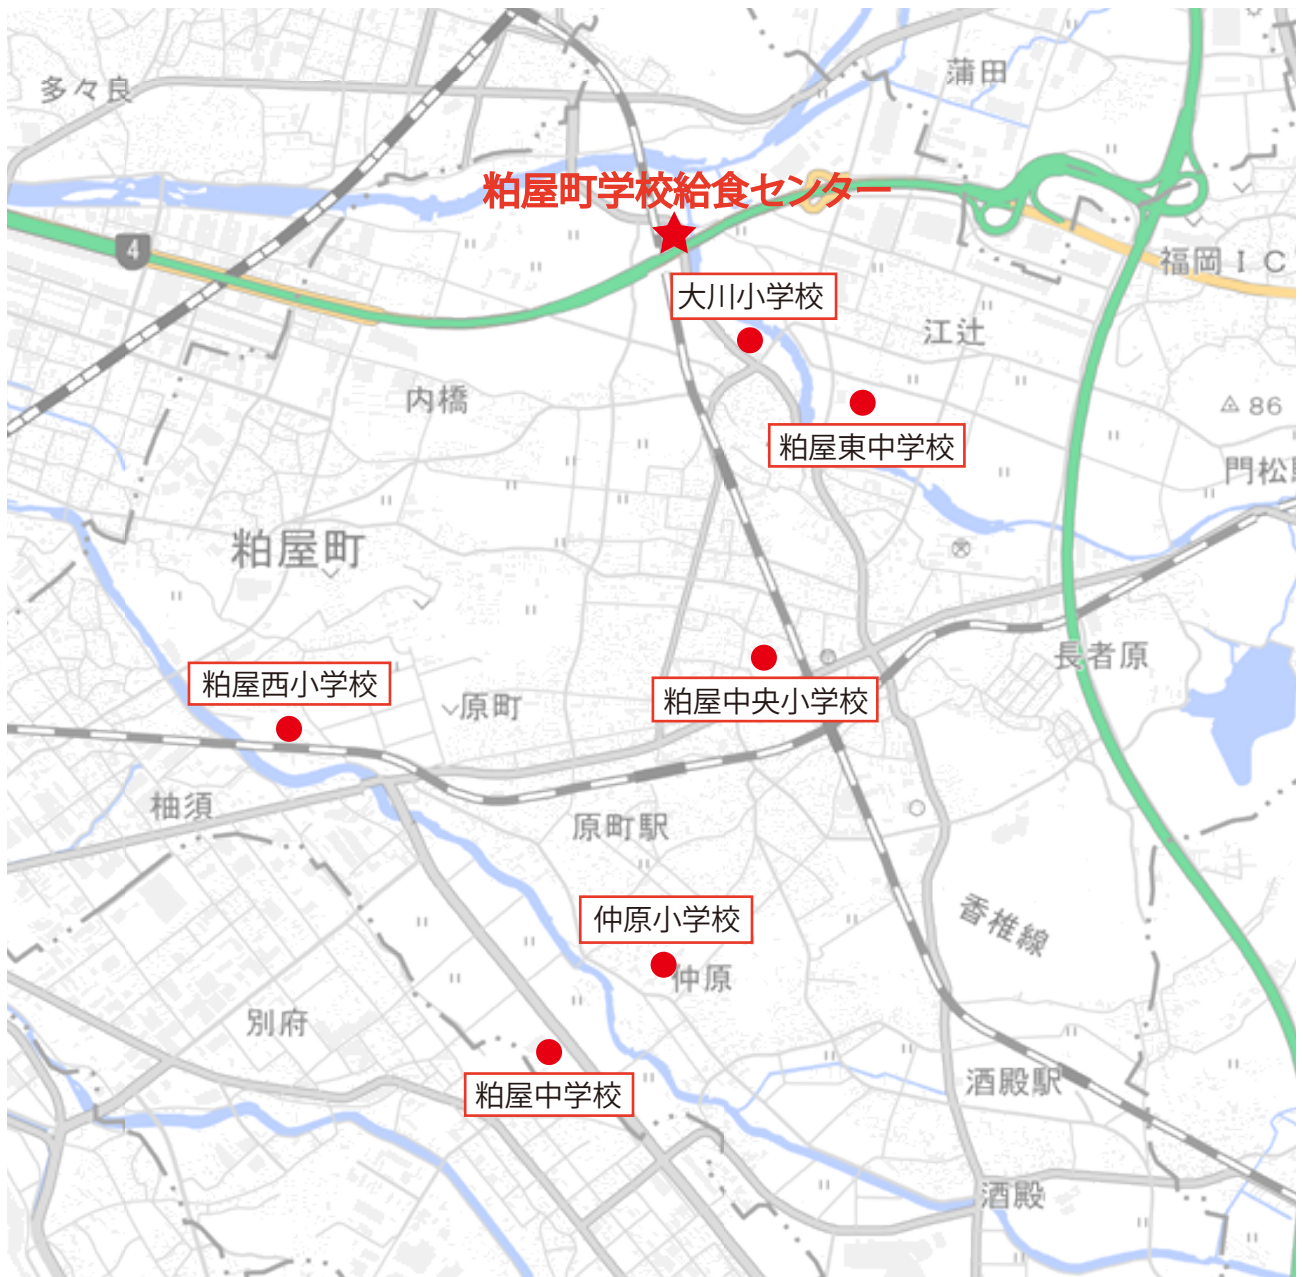 多々良
蒲田
粕屋町学校給食センター
4
福岡IC
大川小学校
江辻
内橋
86
粕屋東中学校
門松
粕屋町
長者原
粕屋西小学校
原町
粕屋中央小学校
柚須
原町駅
仲原小学校
香椎線
仲原
別府
酒殿駅
粕屋中学校
酒殿